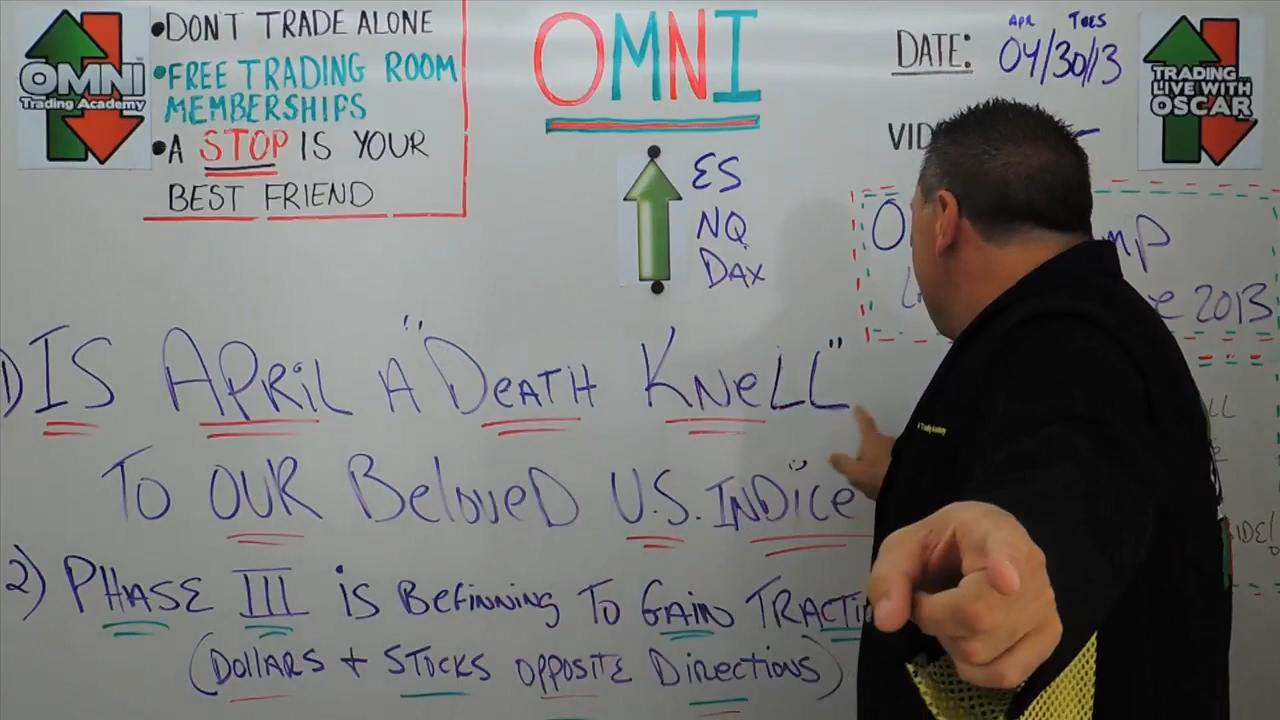 OMNI
Trading Academy
•DON'T TRADE ALONE
•FREE TRADING ROOM
MEMBERSHIPS
•A STOP IS YOUR
BEST FRIEND
OMNI
ES
NQ
DAX
APR TUES
DATE: 04/30/13
TRADING
LIVE WITH
OSCAR
2013
1) IS APRIL A "DEATH KNELL"
TO OUR BELOVED U.S. INDICE
2) PHASE III IS BEGINNING TO GAIN TRACTI
(DOLLARS + STOCKS OPPOSITE DIRECTIONS)